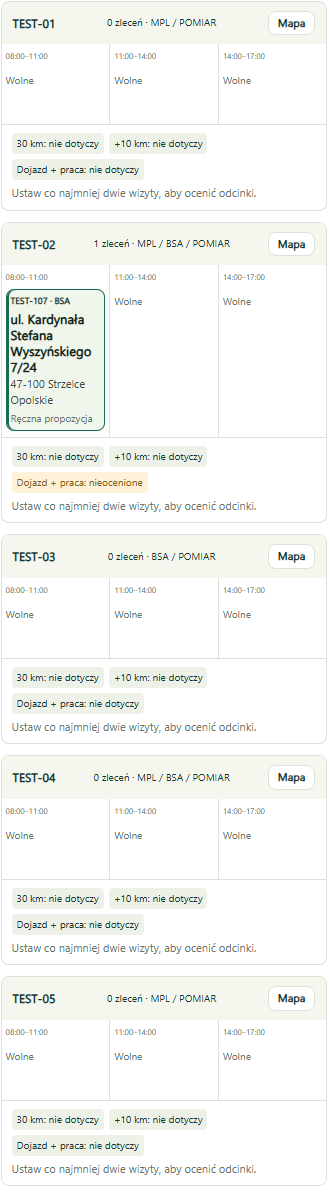 TEST-01 0 zleceń · MPL / POMIAR Mapa
08:00–11:00 11:00–14:00 14:00–17:00
Wolne Wolne Wolne
30 km: nie dotyczy +10 km: nie dotyczy
Dojazd + praca: nie dotyczy
Ustaw co najmniej dwie wizyty, aby ocenić odcinki.
TEST-02 1 zleceń · MPL / BSA / POMIAR Mapa
08:00–11:00 11:00–14:00 14:00–17:00
TEST-107 · BSA Wolne Wolne
ul. Kardynała
Stefana
Wyszyńskiego
7/24
47-100 Strzelce
Opolskie
Ręczna propozycja
30 km: nie dotyczy +10 km: nie dotyczy
Dojazd + praca: nieocenione
Ustaw co najmniej dwie wizyty, aby ocenić odcinki.
TEST-03 0 zleceń · BSA / POMIAR Mapa
08:00–11:00 11:00–14:00 14:00–17:00
Wolne Wolne Wolne
30 km: nie dotyczy +10 km: nie dotyczy
Dojazd + praca: nie dotyczy
Ustaw co najmniej dwie wizyty, aby ocenić odcinki.
TEST-04 0 zleceń · MPL / BSA / POMIAR Mapa
08:00–11:00 11:00–14:00 14:00–17:00
Wolne Wolne Wolne
30 km: nie dotyczy +10 km: nie dotyczy
Dojazd + praca: nie dotyczy
Ustaw co najmniej dwie wizyty, aby ocenić odcinki.
TEST-05 0 zleceń · MPL / POMIAR Mapa
08:00–11:00 11:00–14:00 14:00–17:00
Wolne Wolne Wolne
30 km: nie dotyczy +10 km: nie dotyczy
Dojazd + praca: nie dotyczy
Ustaw co najmniej dwie wizyty, aby ocenić odcinki.